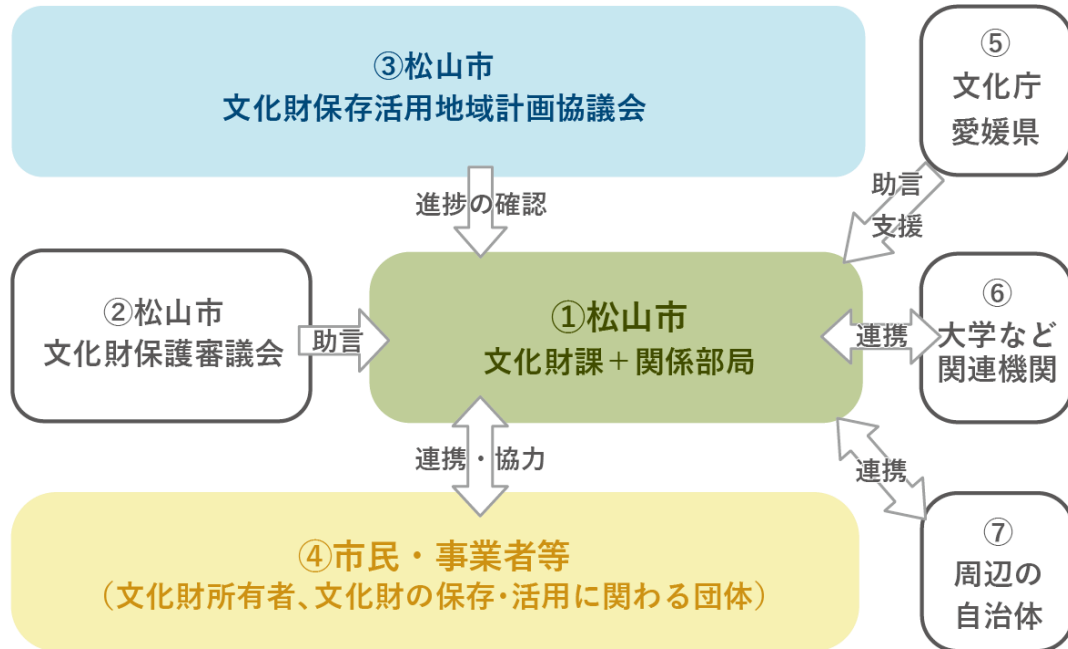 ③松山市
文化財保存活用地域計画協議会
⑤
文化庁
愛媛県
進捗の確認
助言
支援
②松山市
文化財保護審議会
助言
①松山市
文化財課＋関係部局
連携
⑥
大学など
関連機関
連携・協力
連携
④市民・事業者等
（文化財所有者、文化財の保存・活用に関わる団体）
⑦
周辺の
自治体